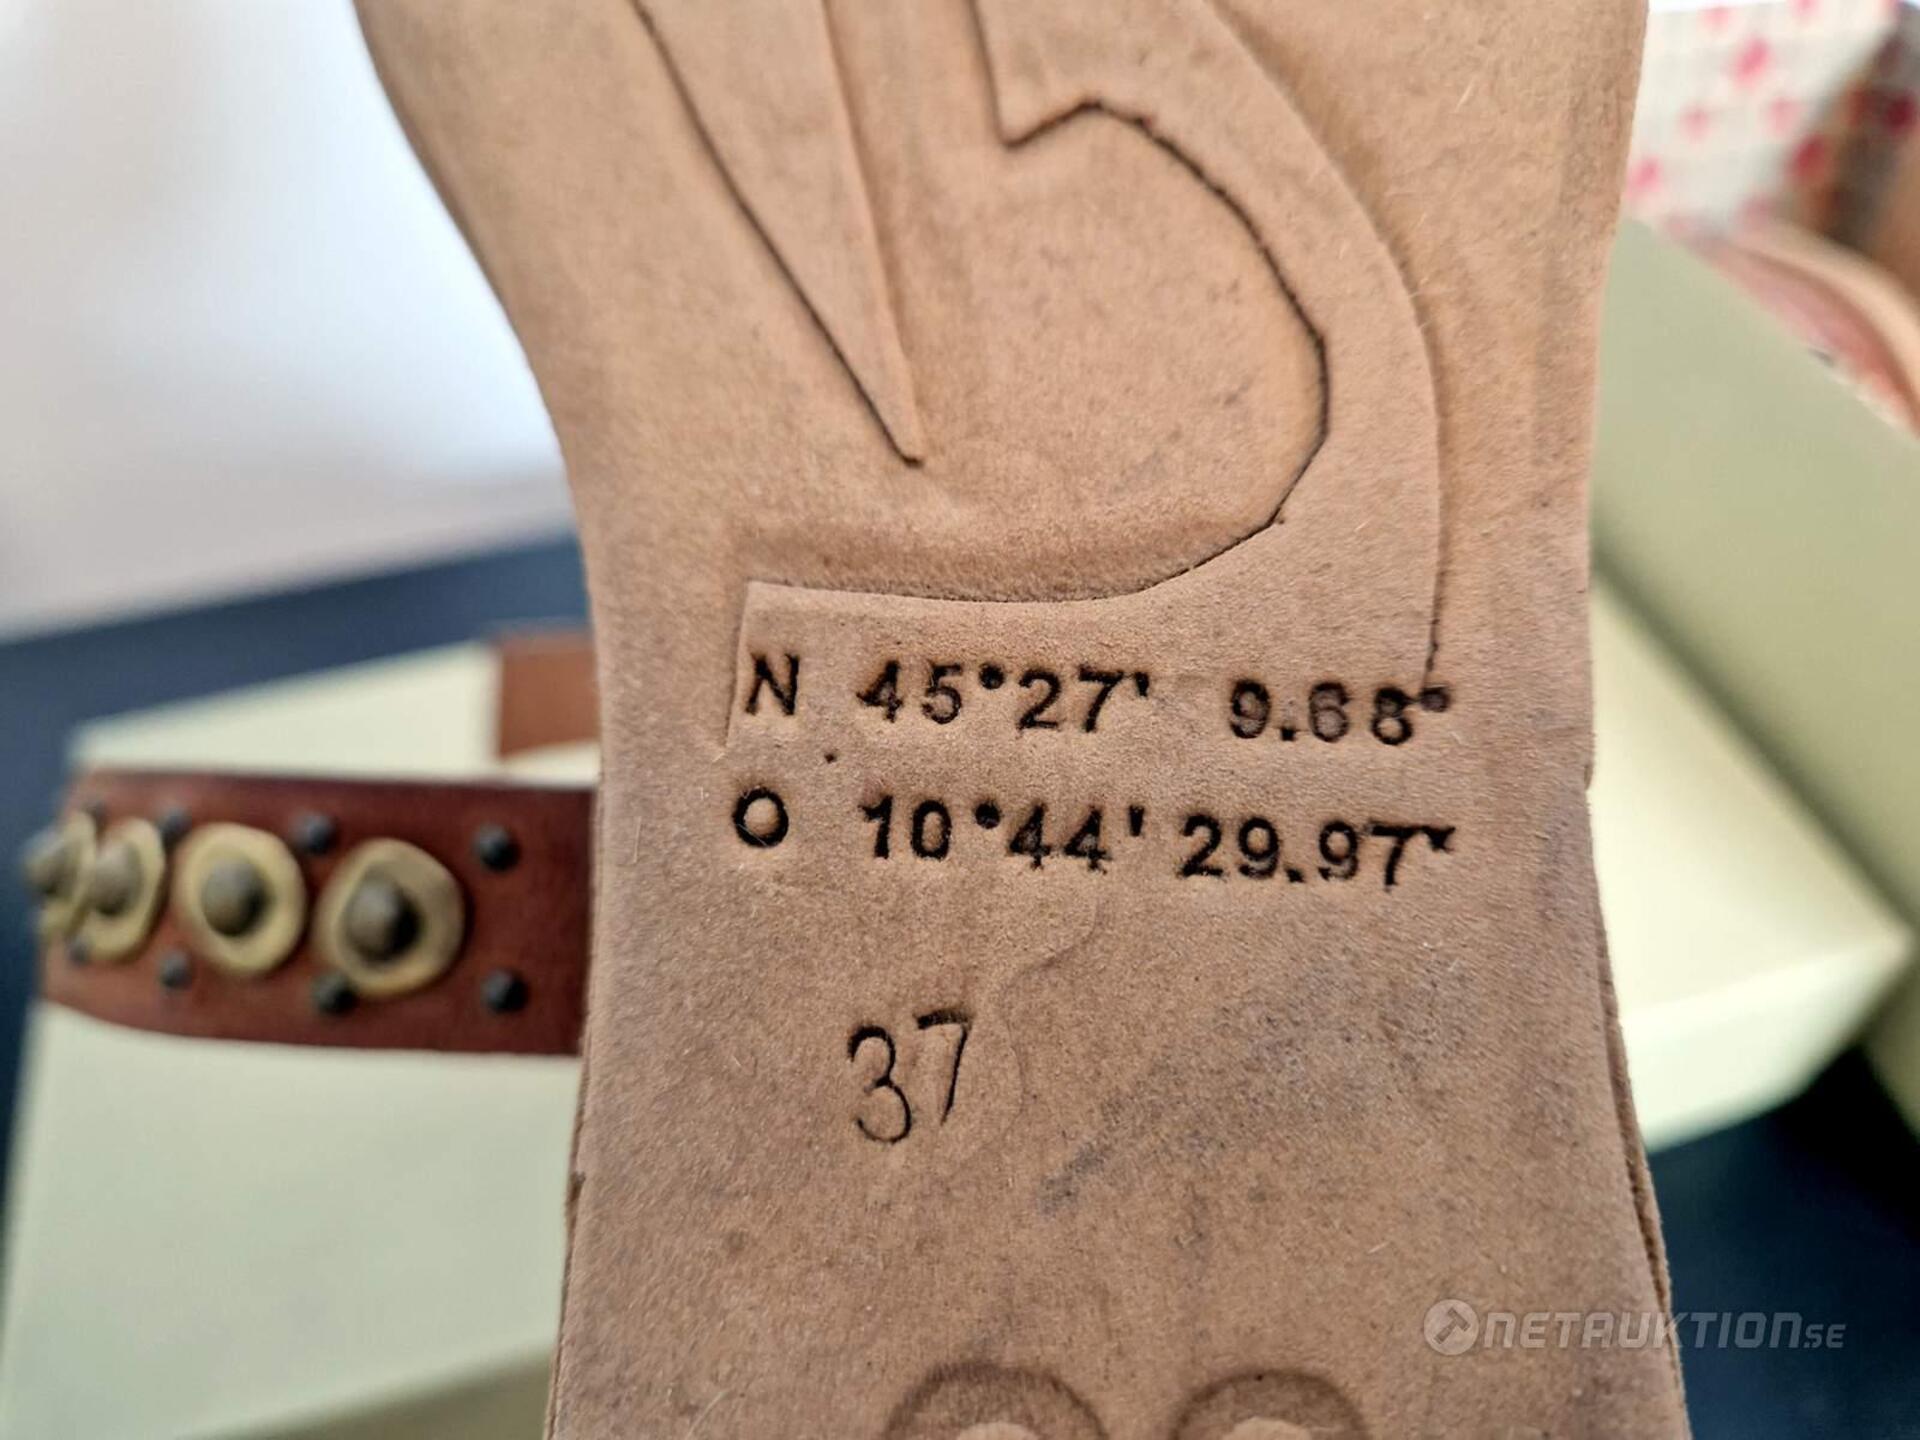 N 45°27' 9.68"
O 10°44' 29.97"
37
NETAUKTION.SE